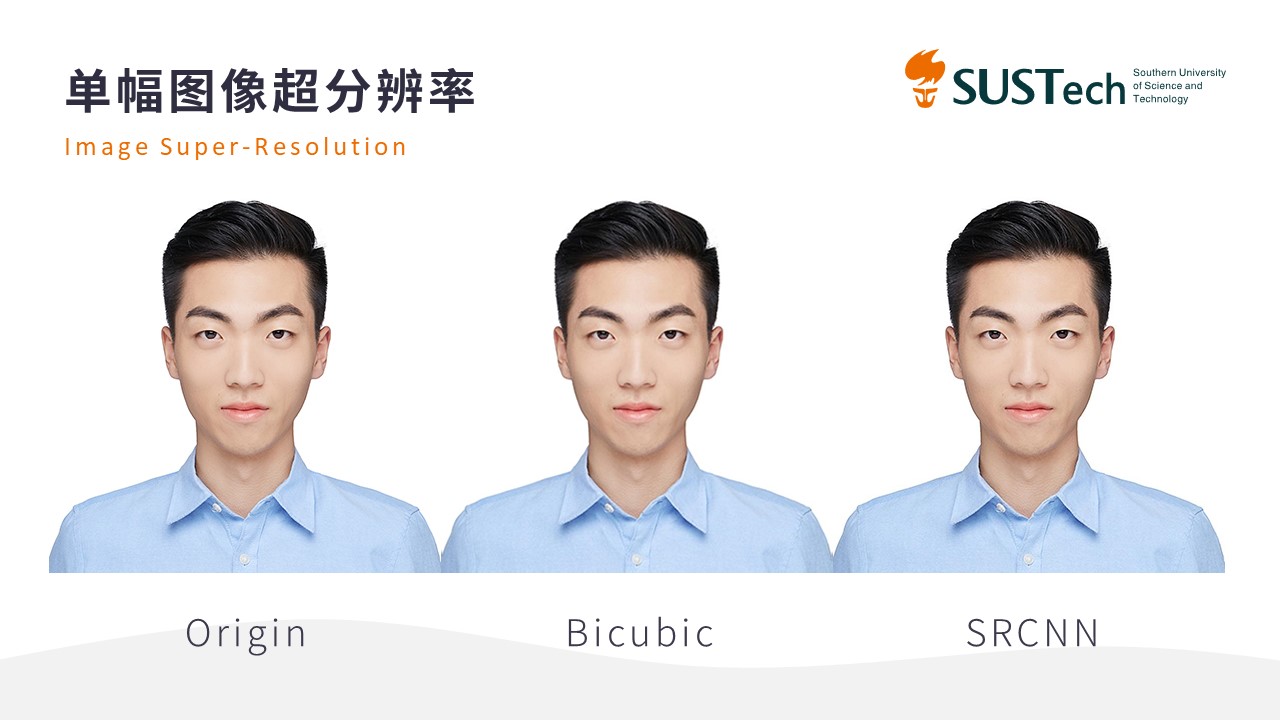 单幅图像超分辨率
Image Super-Resolution
SUSTech
Southern University
of Science and
Technology
Origin
Bicubic
SRCNN